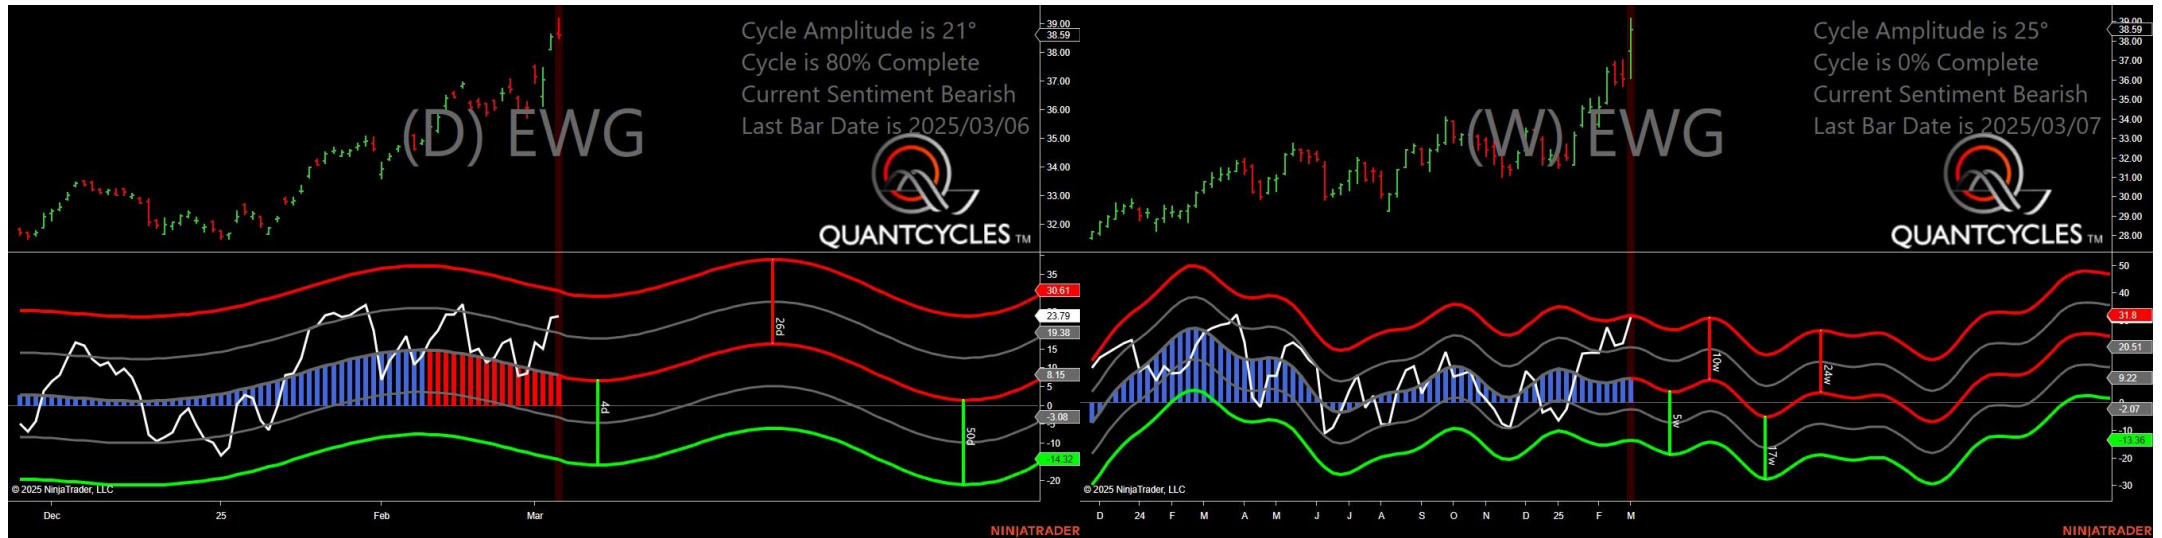 Cycle Amplitude is 21°
Cycle is 80% Complete
Current Sentiment Bearish
Last Bar Date is 2025/03/06
(D) EWG
QUANTCYCLES TM
39.00
38.59
38.00
37.00
36.00
35.00
34.00
33.00
32.00
35
30.61
23.79
19.38
15
10
8.15
5
0
-3.08
-5
-10
-14.32
-20
26d
4d
50d
© 2025 NinjaTrader, LLC
Dec 25 Feb Mar
NINJATRADER
Cycle Amplitude is 25°
Cycle is 0% Complete
Current Sentiment Bearish
Last Bar Date is 2025/03/07
(W) EWG
QUANTCYCLES TM
39.00
38.59
37.00
36.00
35.00
34.00
33.00
32.00
31.00
30.00
29.00
28.00
50
40
31.8
20.51
9.22
0
-2.07
-10
-13.36
-20
-30
10w
24w
5w
17w
© 2025 NinjaTrader, LLC
D 24 F M A M J J A S O N D 25 F M
NINJATRADER